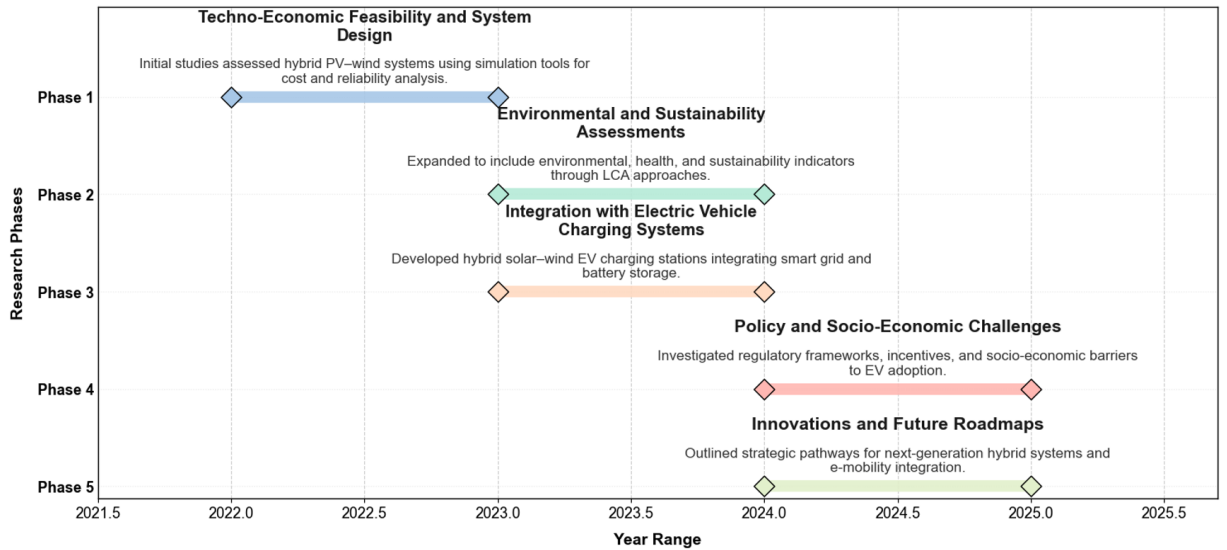 Techno-Economic Feasibility and System
Design
Initial studies assessed hybrid PV–wind systems using simulation tools for
cost and reliability analysis.
Phase 1
Environmental and Sustainability
Assessments
Expanded to include environmental, health, and sustainability indicators
through LCA approaches.
Phase 2
Integration with Electric Vehicle
Charging Systems
Developed hybrid solar–wind EV charging stations integrating smart grid and
battery storage.
Phase 3
Policy and Socio-Economic Challenges
Investigated regulatory frameworks, incentives, and socio-economic barriers
to EV adoption.
Phase 4
Innovations and Future Roadmaps
Outlined strategic pathways for next-generation hybrid systems and
e-mobility integration.
Phase 5
Research Phases
2021.5 2022.0 2022.5 2023.0 2023.5 2024.0 2024.5 2025.0 2025.5
Year Range